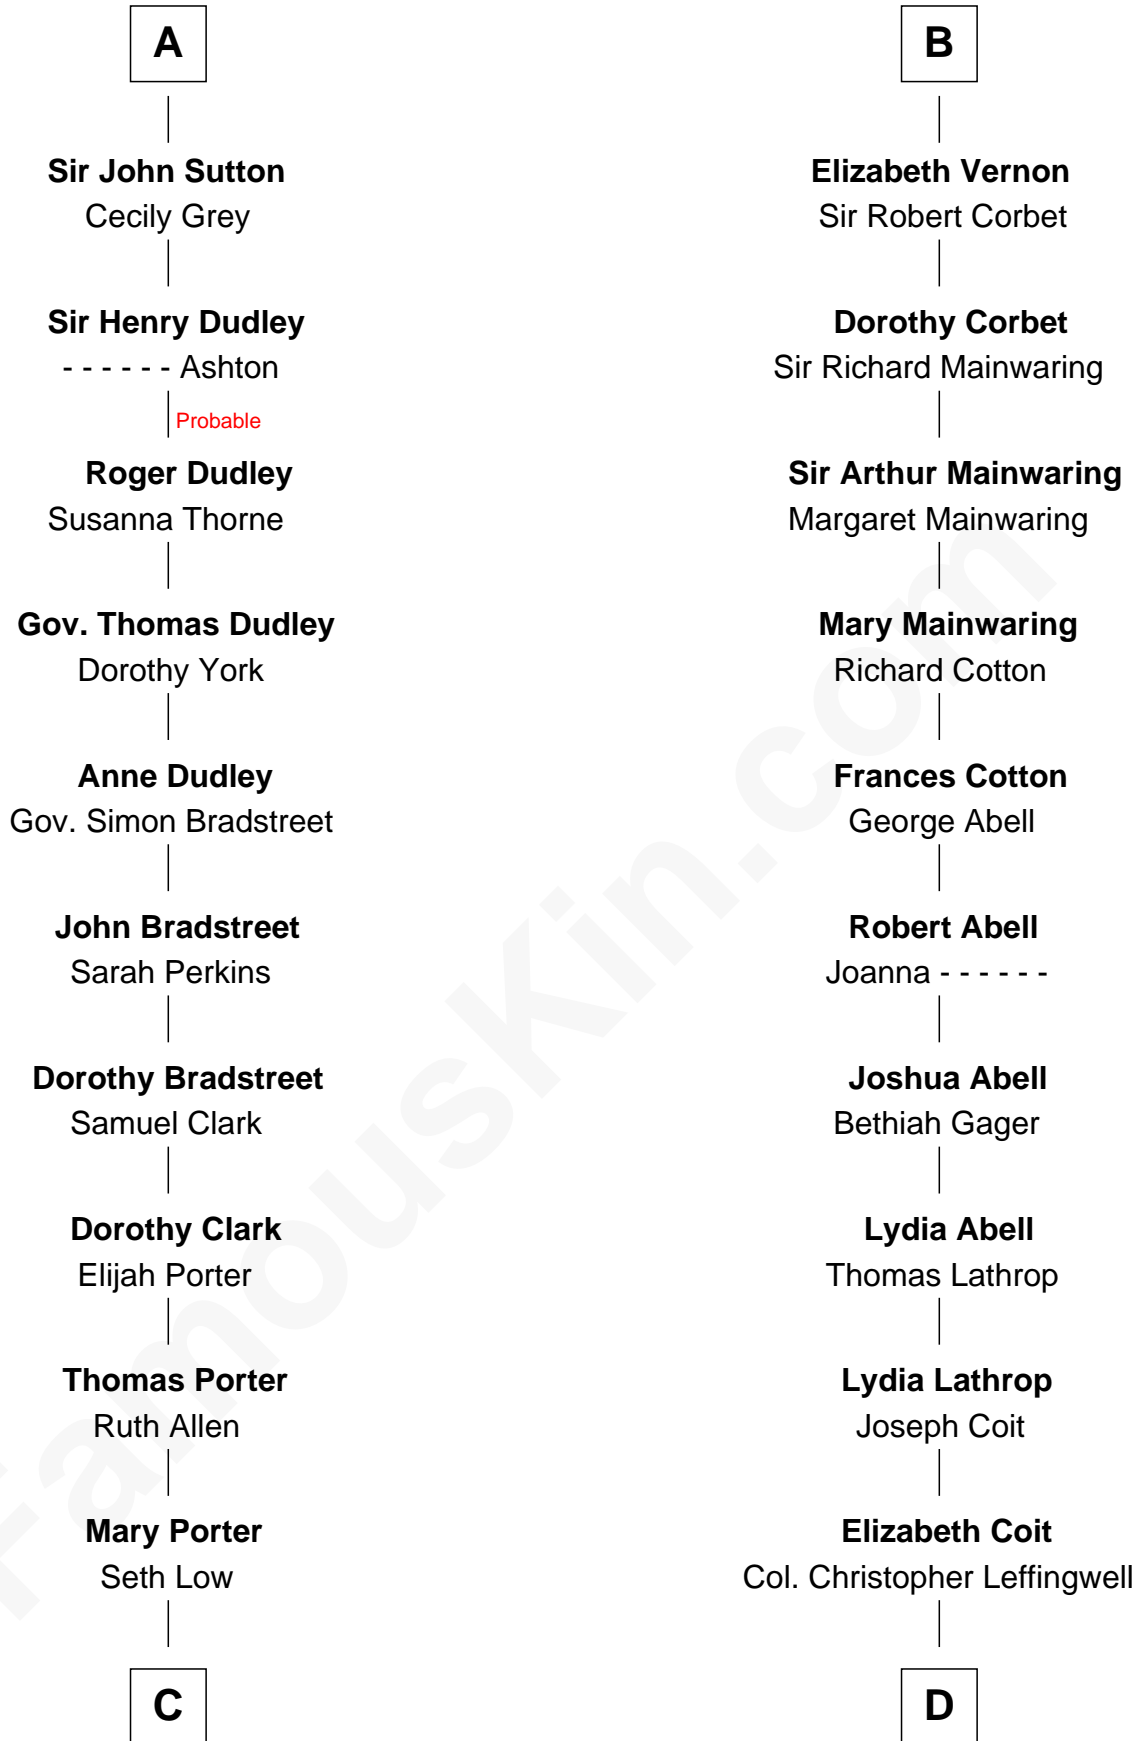 A
Sir John Sutton
Cecily Grey
Sir Henry Dudley
- - - - - - Ashton
Probable
Roger Dudley
Susanna Thorne
Gov. Thomas Dudley
Dorothy York
Anne Dudley
Gov. Simon Bradstreet
John Bradstreet
Sarah Perkins
Dorothy Bradstreet
Samuel Clark
Dorothy Clark
Elijah Porter
Thomas Porter
Ruth Allen
Mary Porter
Seth Low
C
B
Elizabeth Vernon
Sir Robert Corbet
Dorothy Corbet
Sir Richard Mainwaring
Sir Arthur Mainwaring
Margaret Mainwaring
Mary Mainwaring
Richard Cotton
Frances Cotton
George Abell
Robert Abell
Joanna - - - - - -
Joshua Abell
Bethiah Gager
Lydia Abell
Thomas Lathrop
Lydia Lathrop
Joseph Coit
Elizabeth Coit
Col. Christopher Leffingwell
D
FamousKin.com